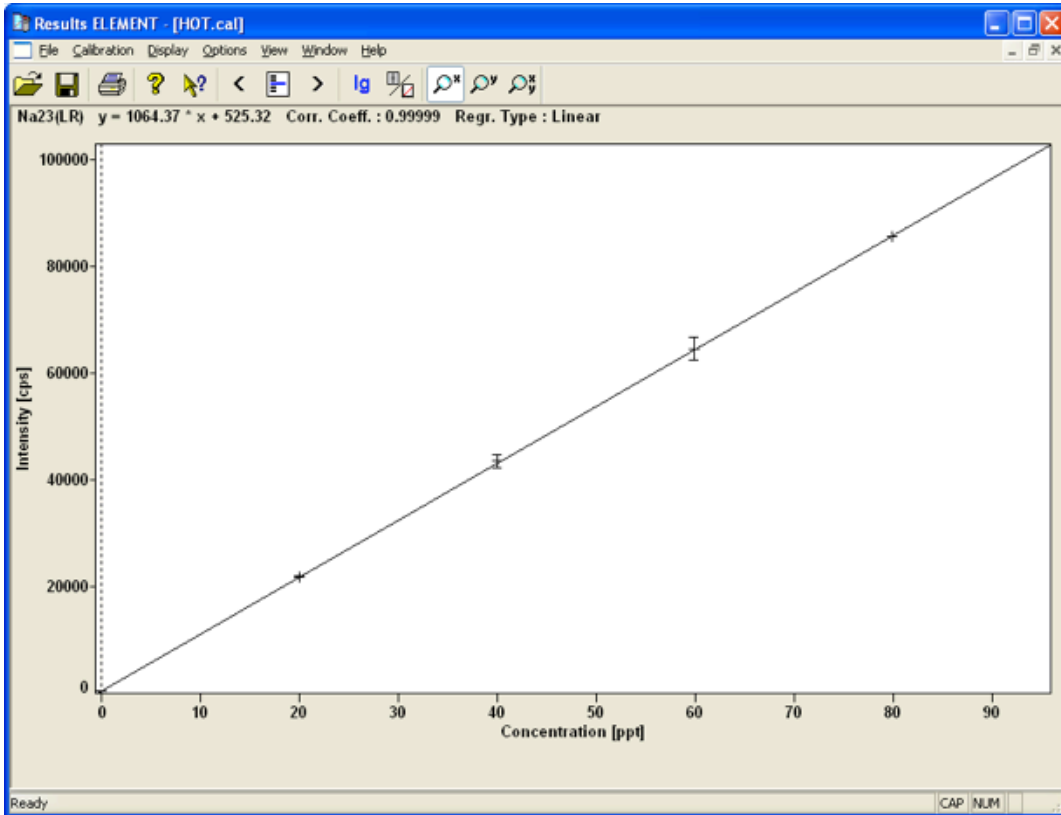 Results ELEMENT - [HOT.cal]
File Calibration Display Options View Window Help
< > lg
Na23(LR) y = 1064.37 * x + 525.32 Corr. Coeff. : 0.99999 Regr. Type : Linear
100000
80000
60000
40000
20000
0
Intensity [cps]
0 10 20 30 40 50 60 70 80 90
Concentration [ppt]
Ready CAP NUM